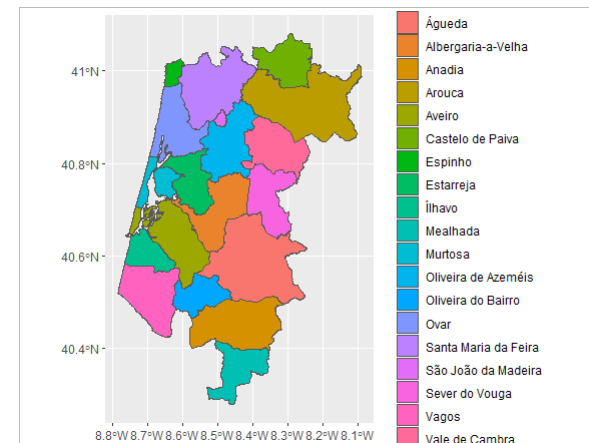 41°N
40.8°N
40.6°N
40.4°N
8.8°W 8.7°W 8.6°W 8.5°W 8.4°W 8.3°W 8.2°W 8.1°W
Águeda
Albergaria-a-Velha
Anadia
Arouca
Aveiro
Castelo de Paiva
Espinho
Estarreja
Ílhavo
Mealhada
Murtosa
Oliveira de Azeméis
Oliveira do Bairro
Ovar
Santa Maria da Feira
São João da Madeira
Sever do Vouga
Vagos
Vale de Cambra